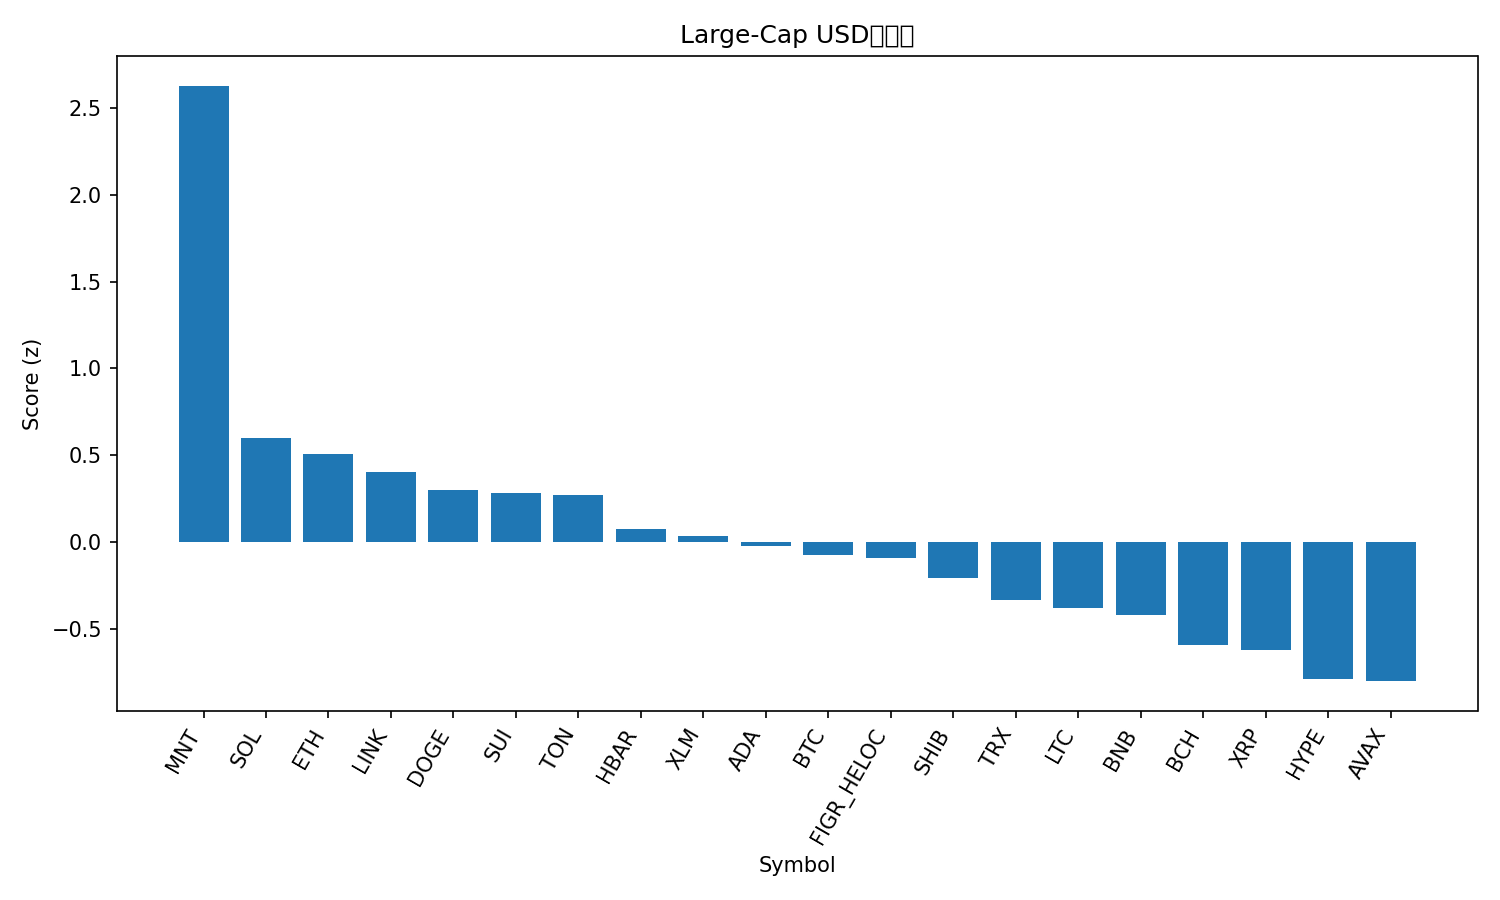 Large-Cap USD
2.5
2.0
1.5
1.0
0.5
0.0
−0.5
Score (z)
MNT
SOL
ETH
LINK
DOGE
SUI
TON
HBAR
XLM
ADA
BTC
FIGR_HELOC
SHIB
TRX
LTC
BNB
BCH
XRP
HYPE
AVAX
Symbol